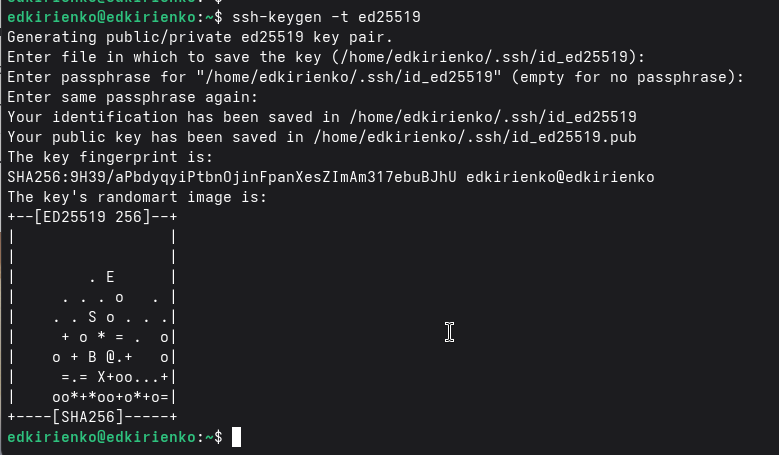 edkirienko@edkirienko:~$ ssh-keygen -t ed25519
Generating public/private ed25519 key pair.
Enter file in which to save the key (/home/edkirienko/.ssh/id_ed25519):
Enter passphrase for "/home/edkirienko/.ssh/id_ed25519" (empty for no passphrase):
Enter same passphrase again:
Your identification has been saved in /home/edkirienko/.ssh/id_ed25519
Your public key has been saved in /home/edkirienko/.ssh/id_ed25519.pub
The key fingerprint is:
SHA256:9H39/aPbdyqyiPtbnOjinFpanXesZImAm317ebuBJhU edkirienko@edkirienko
The key's randomart image is:
+--[ED25519 256]--+
|                 |
|                 |
|        . E      |
|     . . . o   . |
|    . . S o . . .|
|     + o * = .  o|
|    o + B @.+   o|
|     =.= X+oo...+|
|    oo*+*oo+o*+o=|
+----[SHA256]-----+
edkirienko@edkirienko:~$